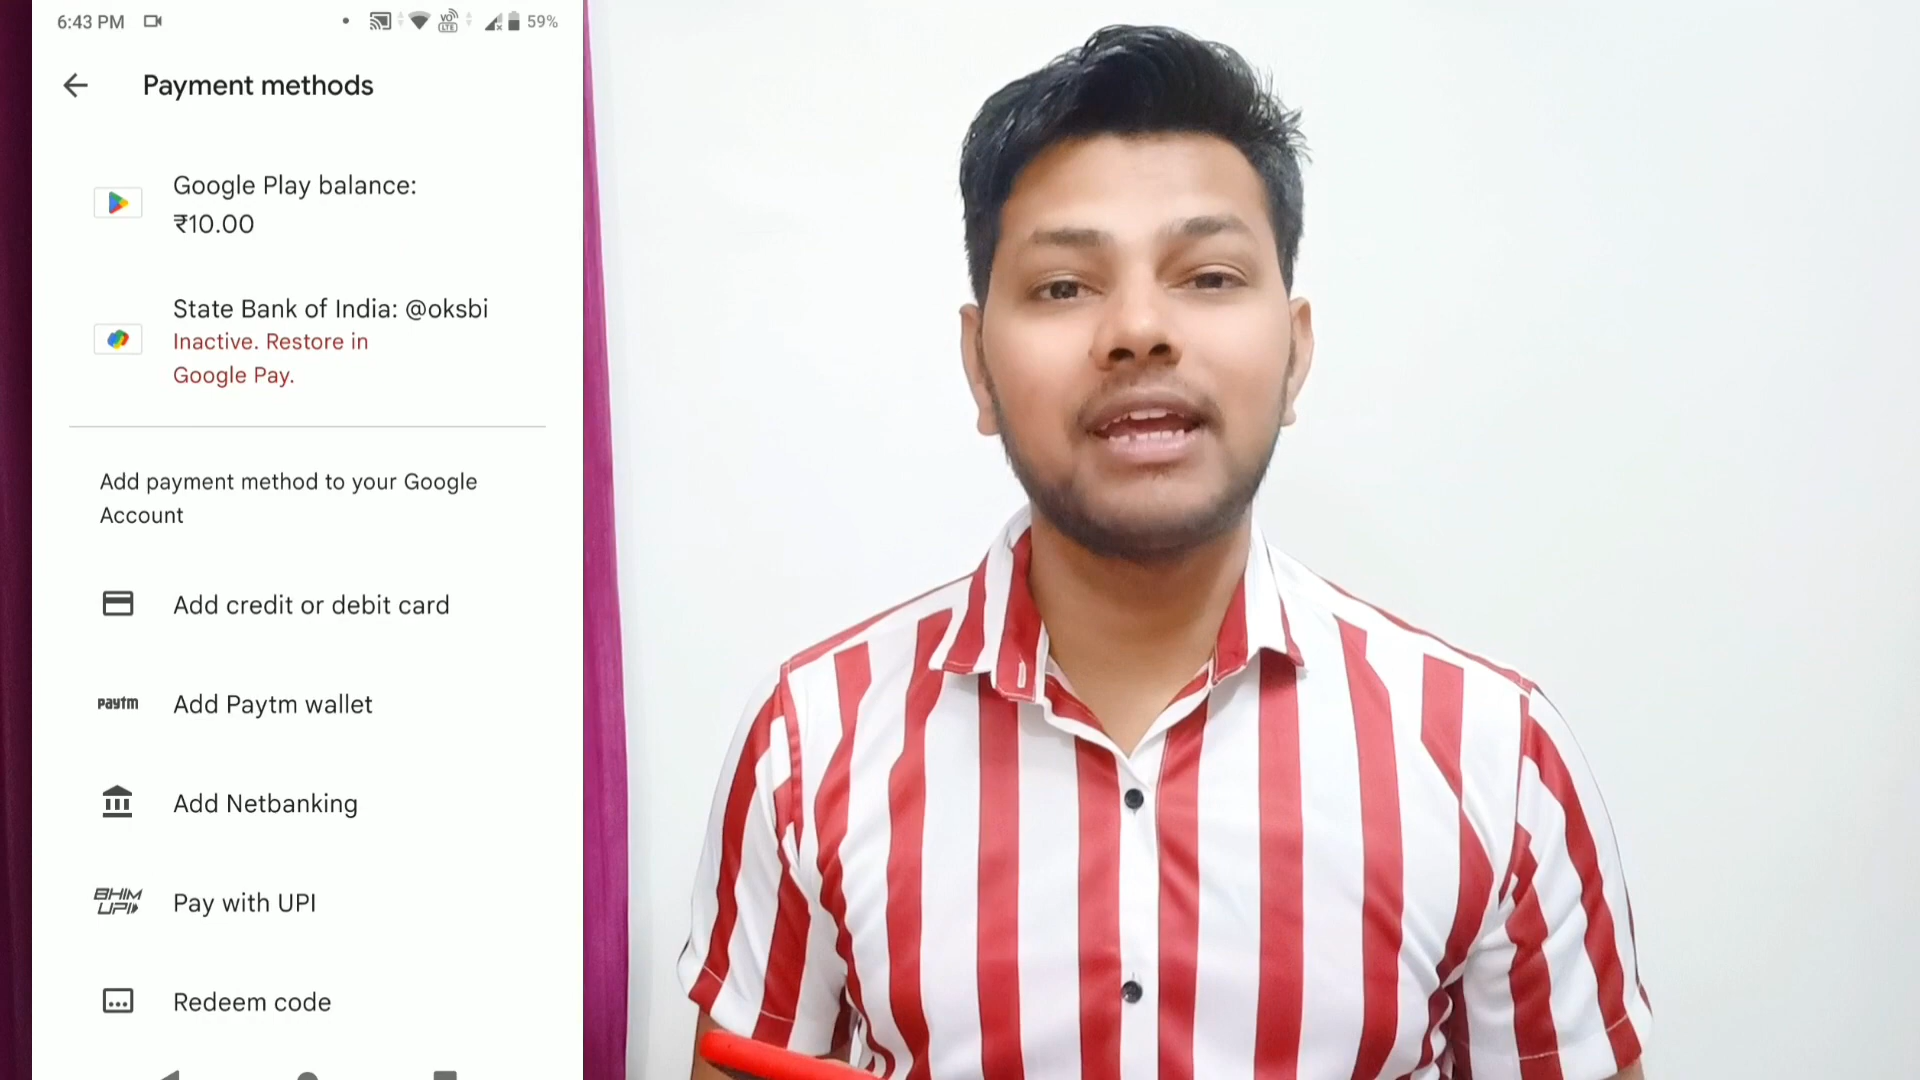 6:43 PM
VO LTE
59%
Payment methods
Google Play balance:
₹10.00
State Bank of India: @oksbi
Inactive. Restore in
Google Pay.
Add payment method to your Google
Account
Add credit or debit card
paytm
Add Paytm wallet
Add Netbanking
BHIM
UPI
Pay with UPI
Redeem code